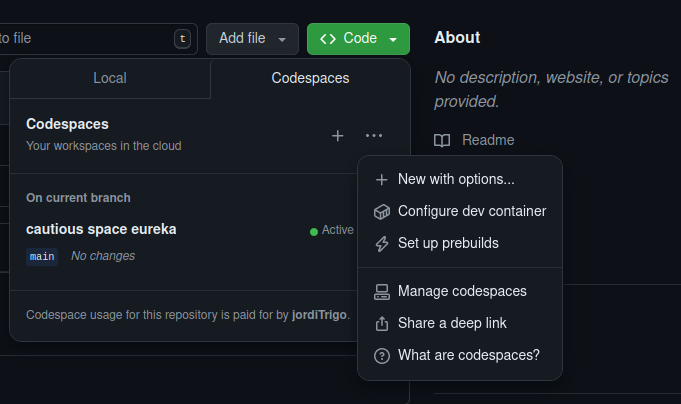 to file
t
Add file
Code
About
Local
Codespaces
No description, website, or topics
provided.
Codespaces
Your workspaces in the cloud
Readme
New with options...
Configure dev container
Set up prebuilds
On current branch
cautious space eureka
Active
main
No changes
Manage codespaces
Share a deep link
What are codespaces?
Codespace usage for this repository is paid for by jordiTrigo.